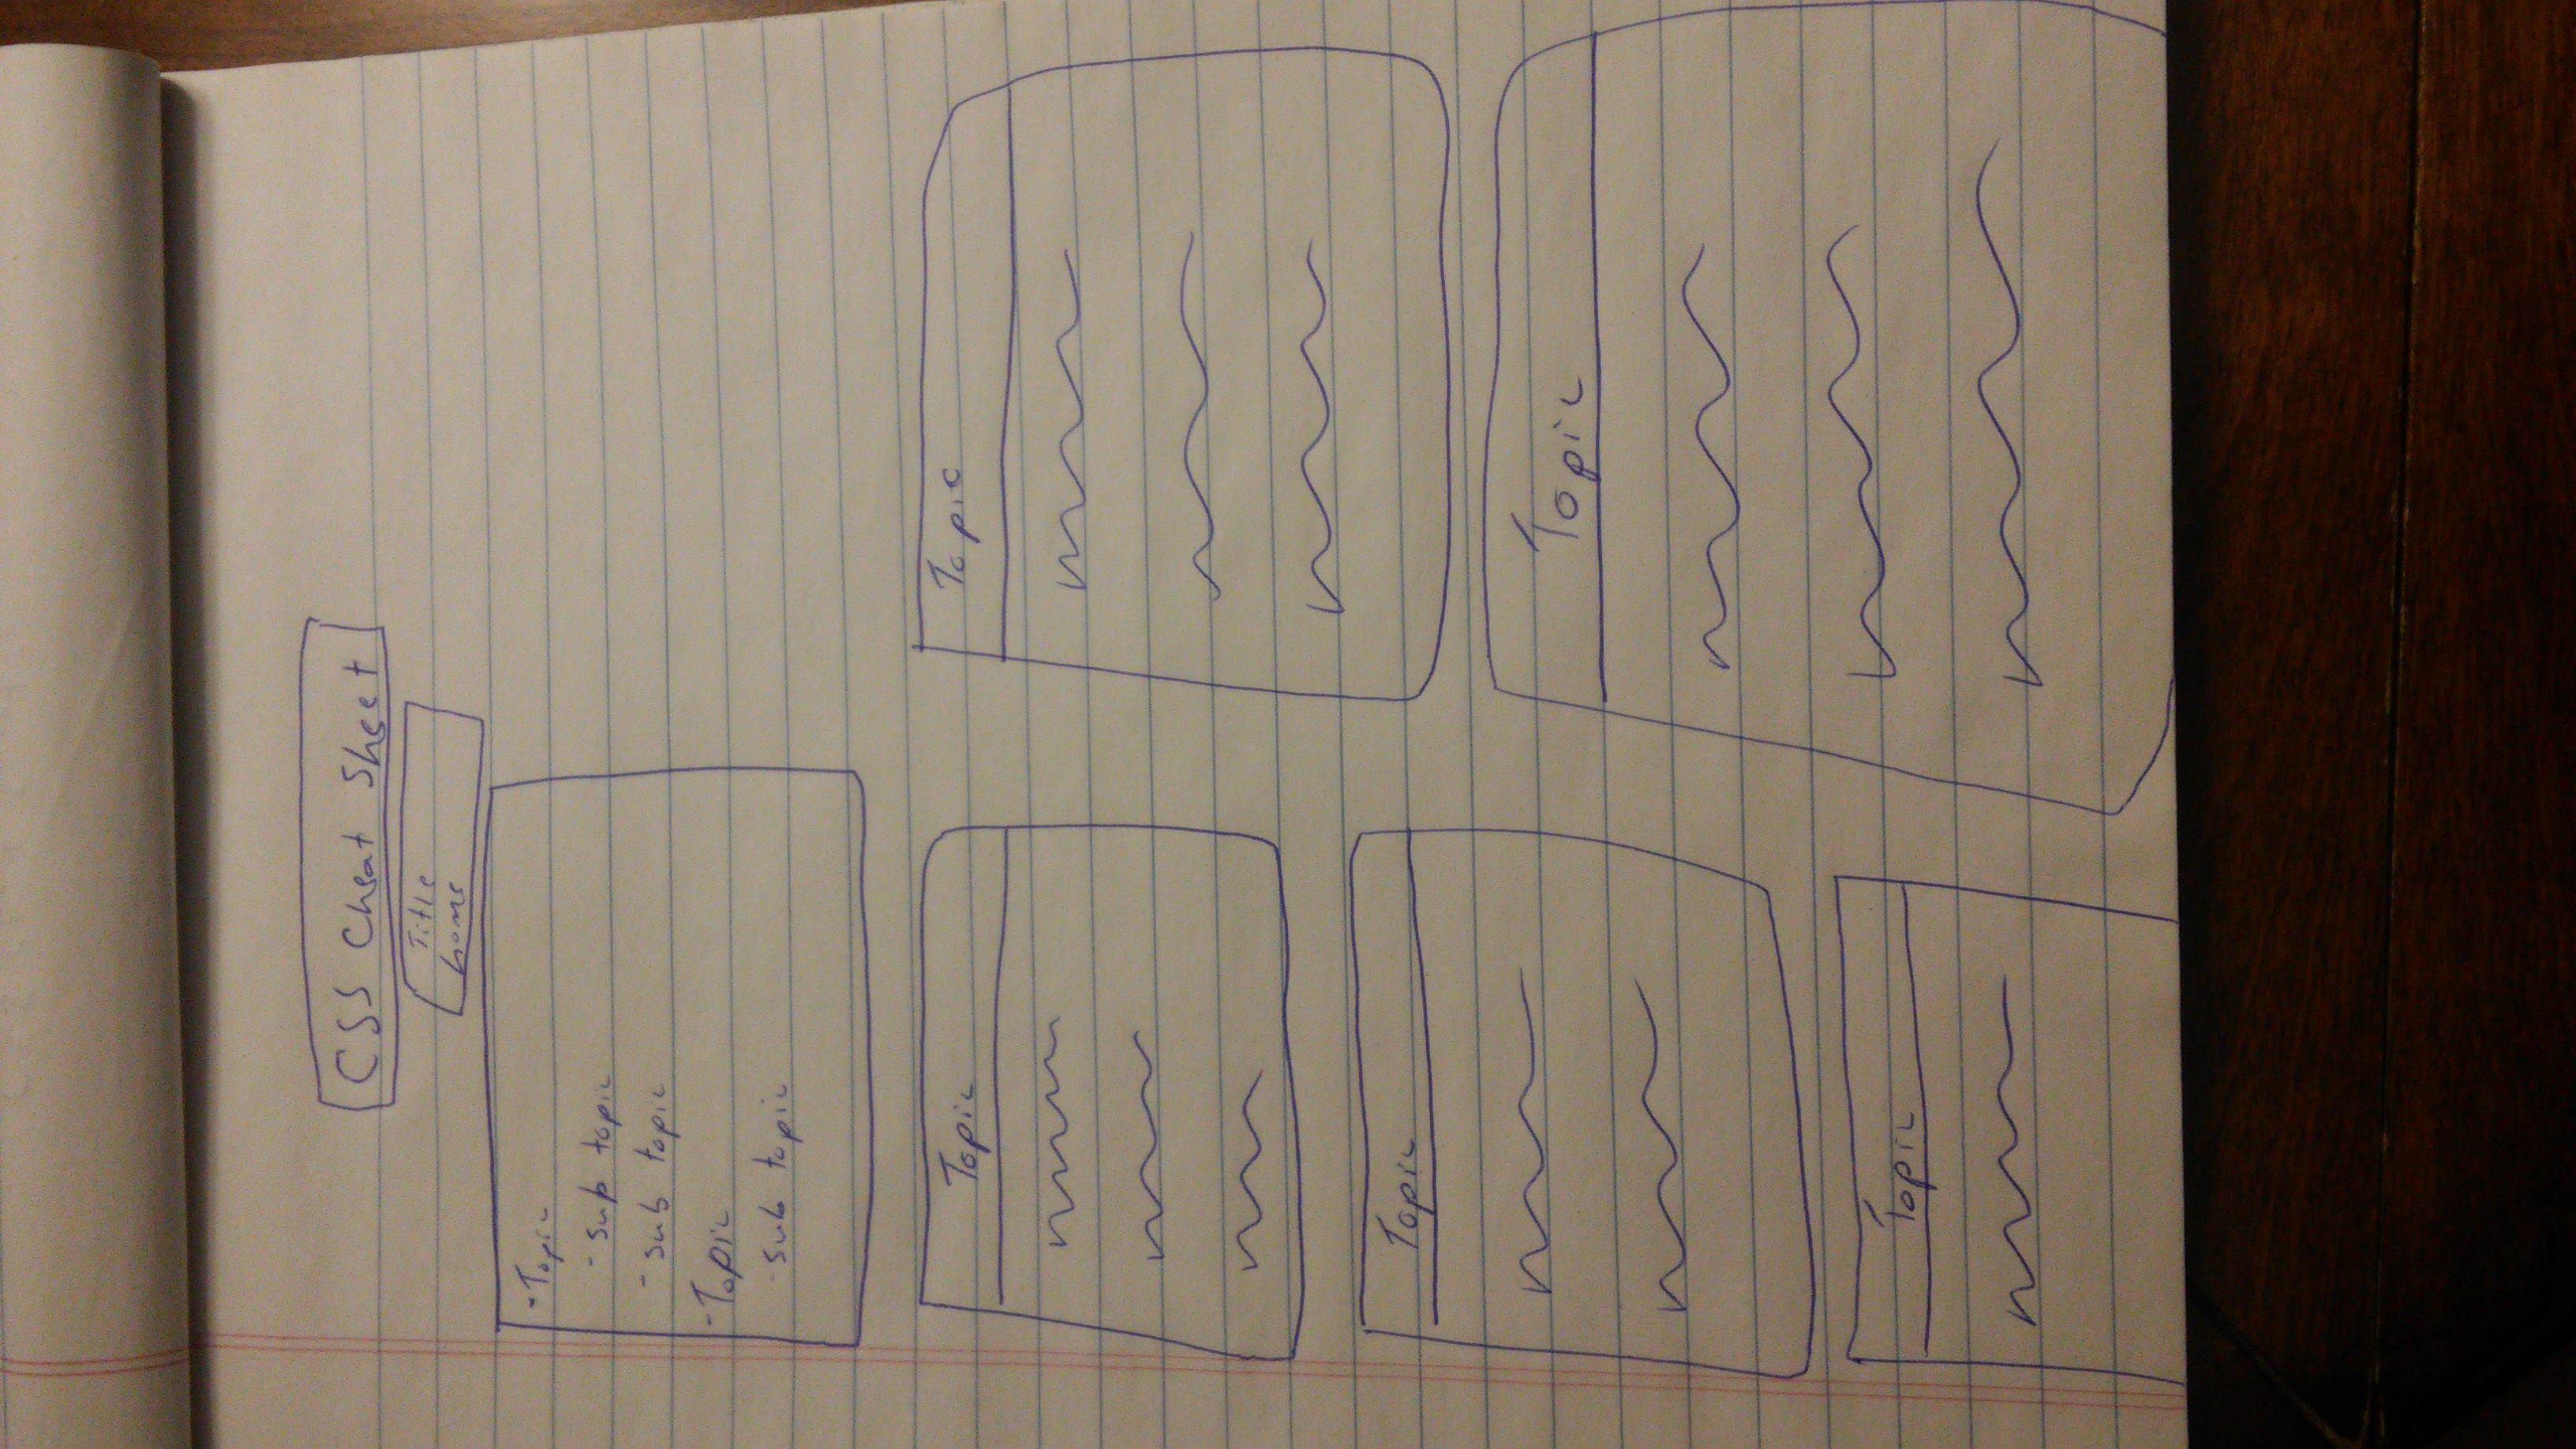 CSS Cheat Sheet
Title
home
- Topic
- sub topic
- sub topic
- Topic
- sub topic
Topic
Topic
Topic
Topic
Topic